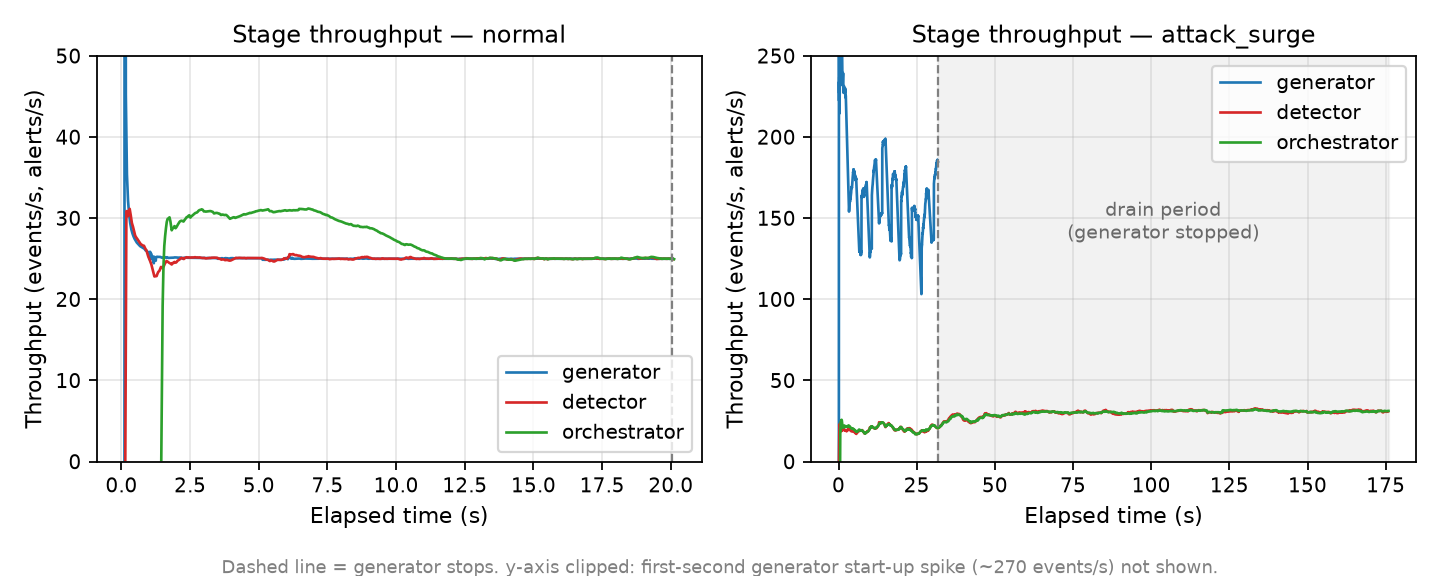 Stage throughput — normal
Throughput (events/s, alerts/s)
50
40
30
20
10
0
generator
detector
orchestrator
0.0 2.5 5.0 7.5 10.0 12.5 15.0 17.5 20.0
Elapsed time (s)
Stage throughput — attack_surge
Throughput (events/s, alerts/s)
250
200
150
100
50
0
generator
detector
orchestrator
drain period
(generator stopped)
0 25 50 75 100 125 150 175
Elapsed time (s)
Dashed line = generator stops. y-axis clipped: first-second generator start-up spike (~270 events/s) not shown.